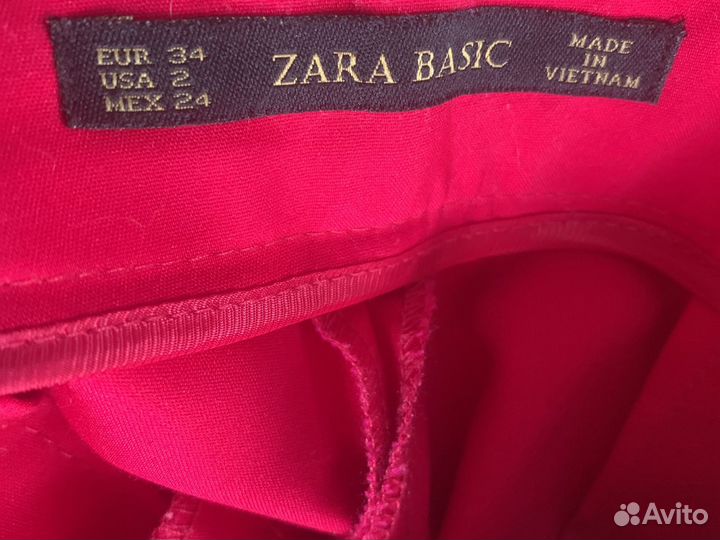 EUR 34
USA 2
MEX 24
ZARA BASIC
MADE
IN
VIETNAM
Avito